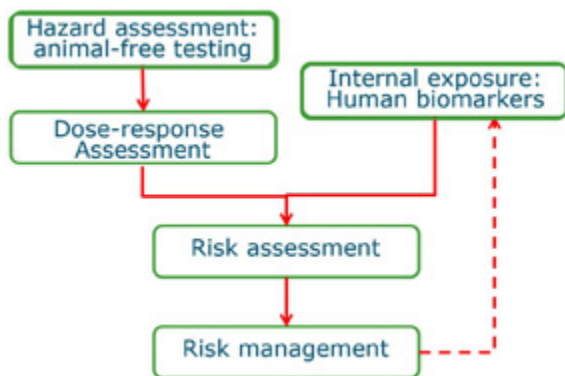 Hazard assessment:
animal-free testing
Internal exposure:
Human biomarkers
Dose-response
Assessment
Risk assessment
Risk management